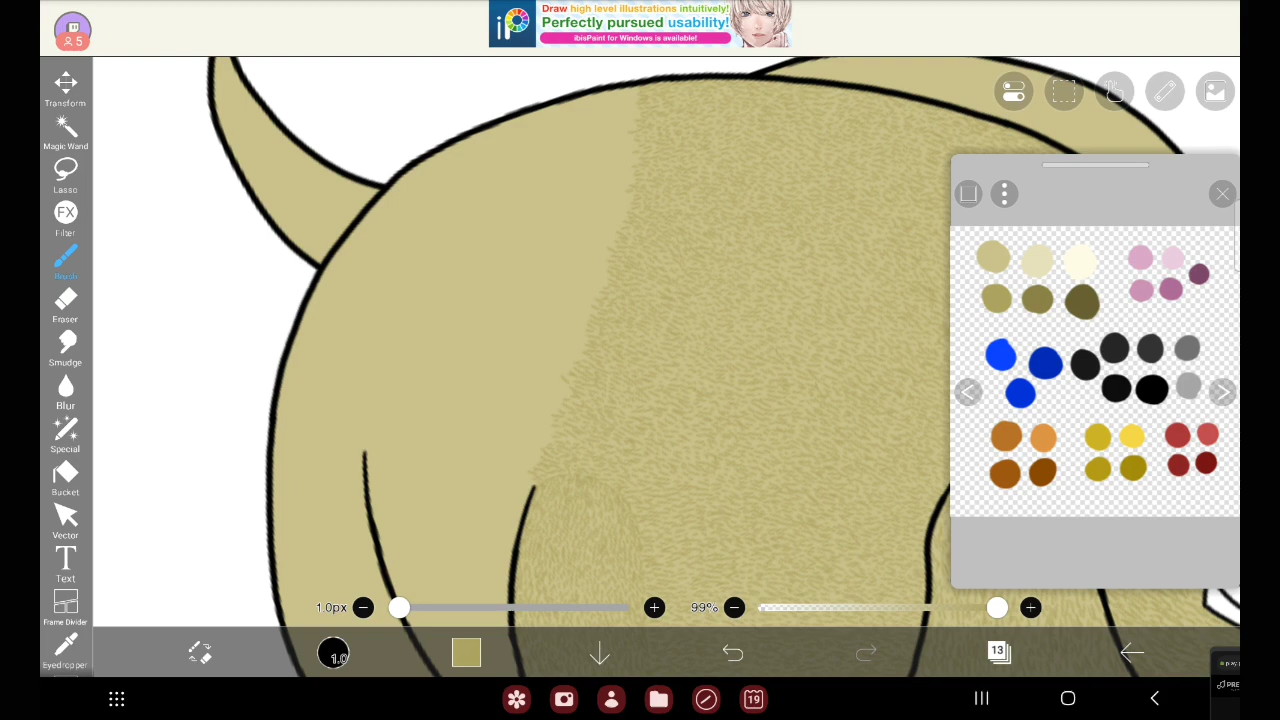 Draw high level illustrations intuitively!
Perfectly pursued usability!
ibisPaint for Windows is available!
5
Transform
Magic Wand
Lasso
FX
Filter
Brush
Eraser
Smudge
Blur
Special
Bucket
Vector
T
Text
Frame Divider
Eyedropper
1.0px
99%
1.0
13
19
play.
PRE